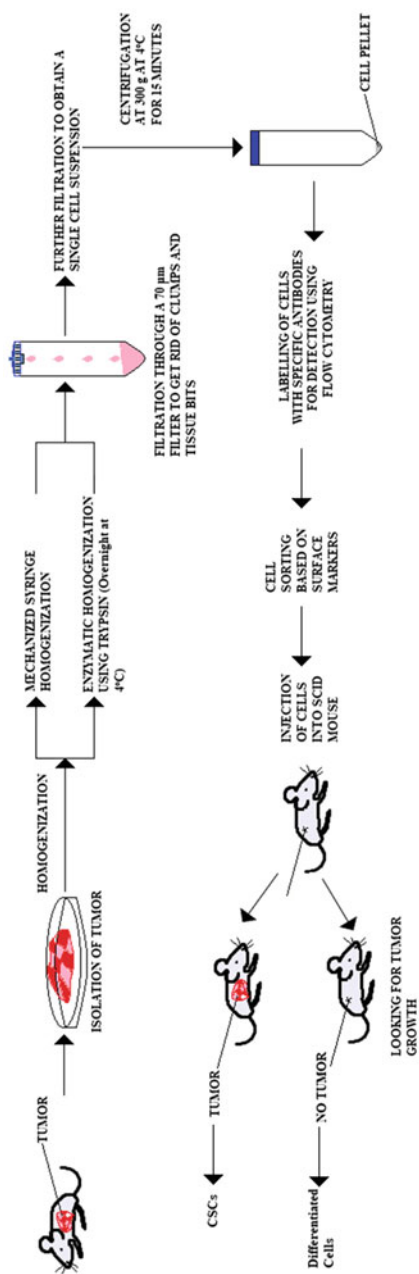 TUMOR
ISOLATION OF TUMOR
HOMOGENIZATION
MECHANIZED SYRINGE
HOMOGENIZATION
ENZYMATIC HOMOGENIZATION
USING TRYPSIN (Overnight at
4°C)
FILTRATION THROUGH A 70 µm
FILTER TO GET RID OF CLUMPS AND
TISSUE BITS
FURTHER FILTRATION TO OBTAIN A
SINGLE CELL SUSPENSION
CENTRIFUGATION
AT 300 g AT 4°C
FOR 15 MINUTES
CELL PELLET
LABELLING OF CELLS
WITH SPECIFIC ANTIBODIES
FOR DETECTION USING
FLOW CYTOMETRY
CELL
SORTING
BASED ON
SURFACE
MARKERS
INJECTION
OF CELLS
INTO SCID
MOUSE
TUMOR
CSCs
LOOKING FOR TUMOR
GROWTH
NO TUMOR
Differentiated
Cells